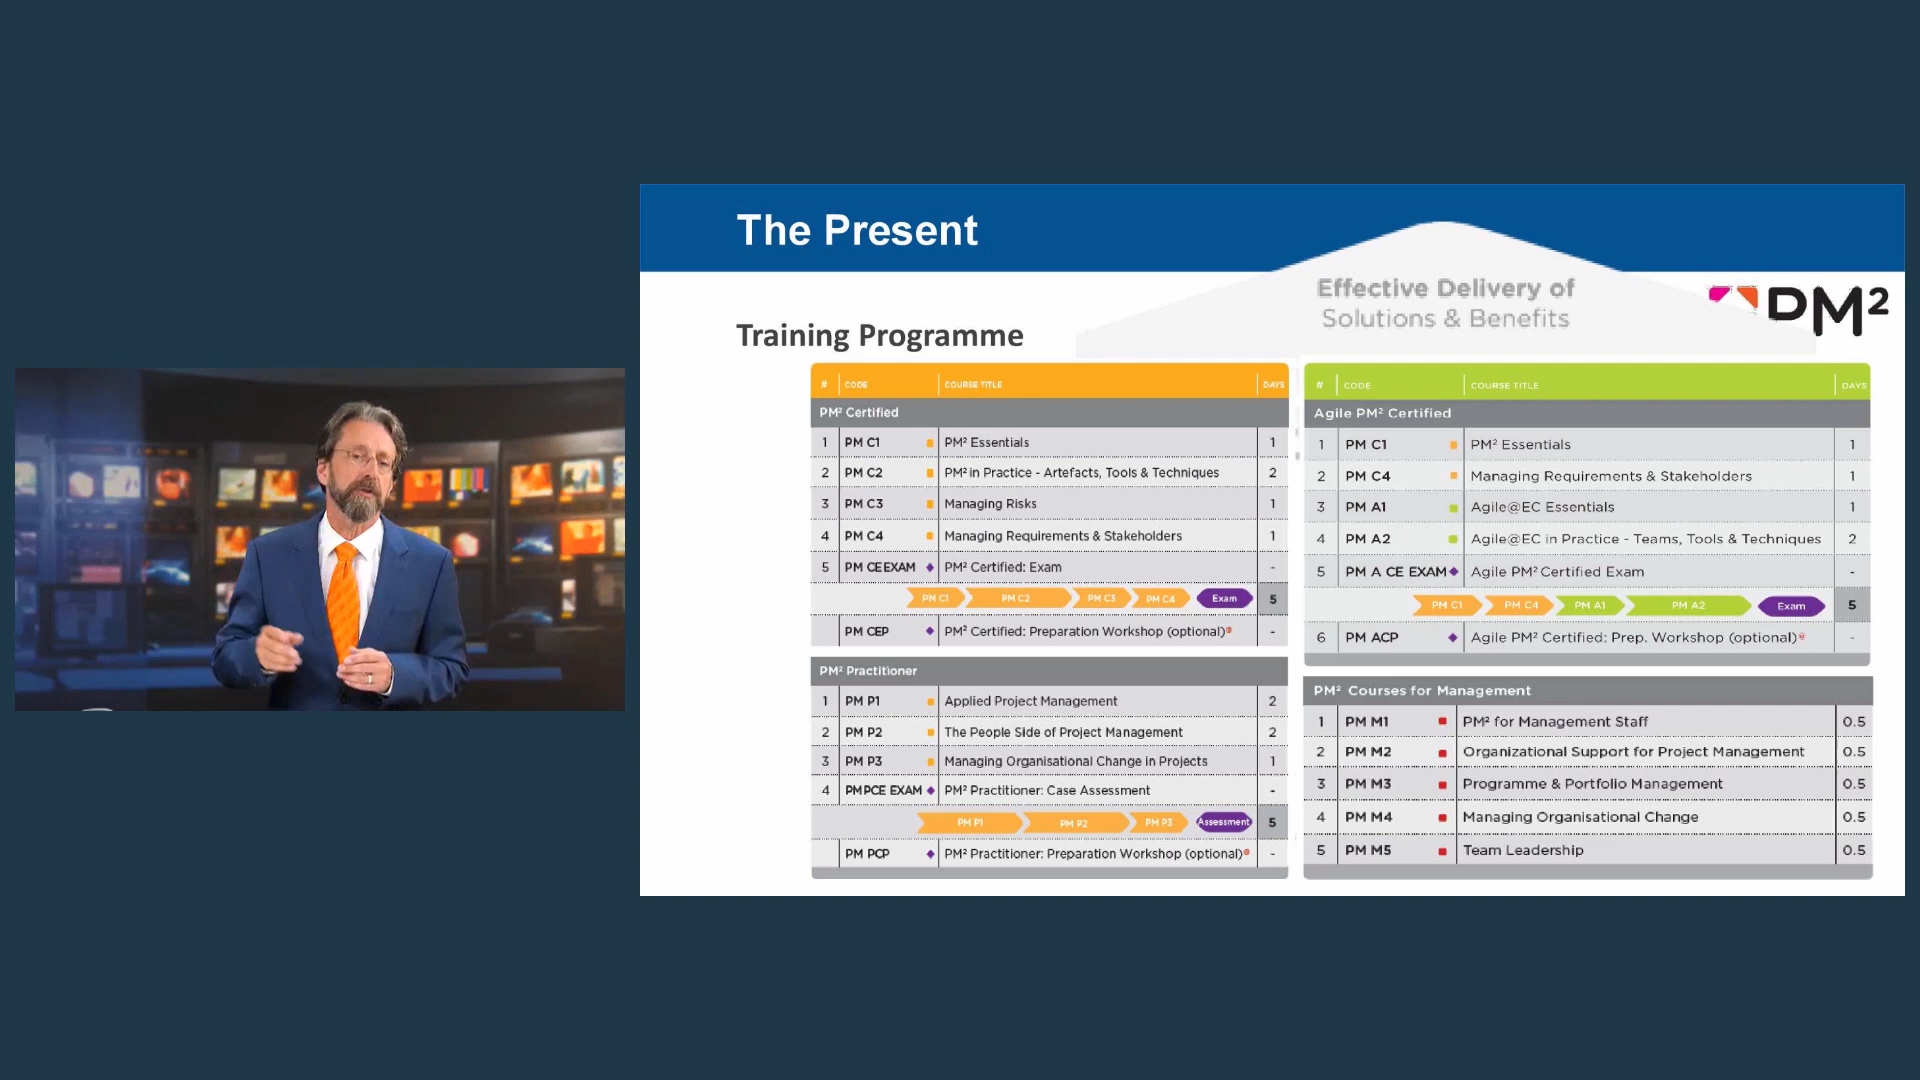 The Present
Effective Delivery of
Solutions & Benefits
PM²
Training Programme
# CODE COURSE TITLE DAYS
PM² Certified
1 PM C1 PM² Essentials 1
2 PM C2 PM² in Practice - Artefacts, Tools & Techniques 2
3 PM C3 Managing Risks 1
4 PM C4 Managing Requirements & Stakeholders 1
5 PM CE EXAM PM² Certified: Exam -
PM C1 PM C2 PM C3 PM C4 Exam 5
PM CEP PM² Certified: Preparation Workshop (optional) -
PM² Practitioner
1 PM P1 Applied Project Management 2
2 PM P2 The People Side of Project Management 2
3 PM P3 Managing Organisational Change in Projects 1
4 PM PCE EXAM PM² Practitioner: Case Assessment -
PM P1 PM P2 PM P3 Assessment 5
PM PCP PM² Practitioner: Preparation Workshop (optional) -
# CODE COURSE TITLE DAYS
Agile PM² Certified
1 PM C1 PM² Essentials 1
2 PM C4 Managing Requirements & Stakeholders 1
3 PM A1 Agile@EC Essentials 1
4 PM A2 Agile@EC in Practice - Teams, Tools & Techniques 2
5 PM A CE EXAM Agile PM² Certified Exam -
PM C1 PM C4 PM A1 PM A2 Exam 5
6 PM ACP Agile PM² Certified: Prep. Workshop (optional) -
PM² Courses for Management
1 PM M1 PM² for Management Staff 0.5
2 PM M2 Organizational Support for Project Management 0.5
3 PM M3 Programme & Portfolio Management 0.5
4 PM M4 Managing Organisational Change 0.5
5 PM M5 Team Leadership 0.5